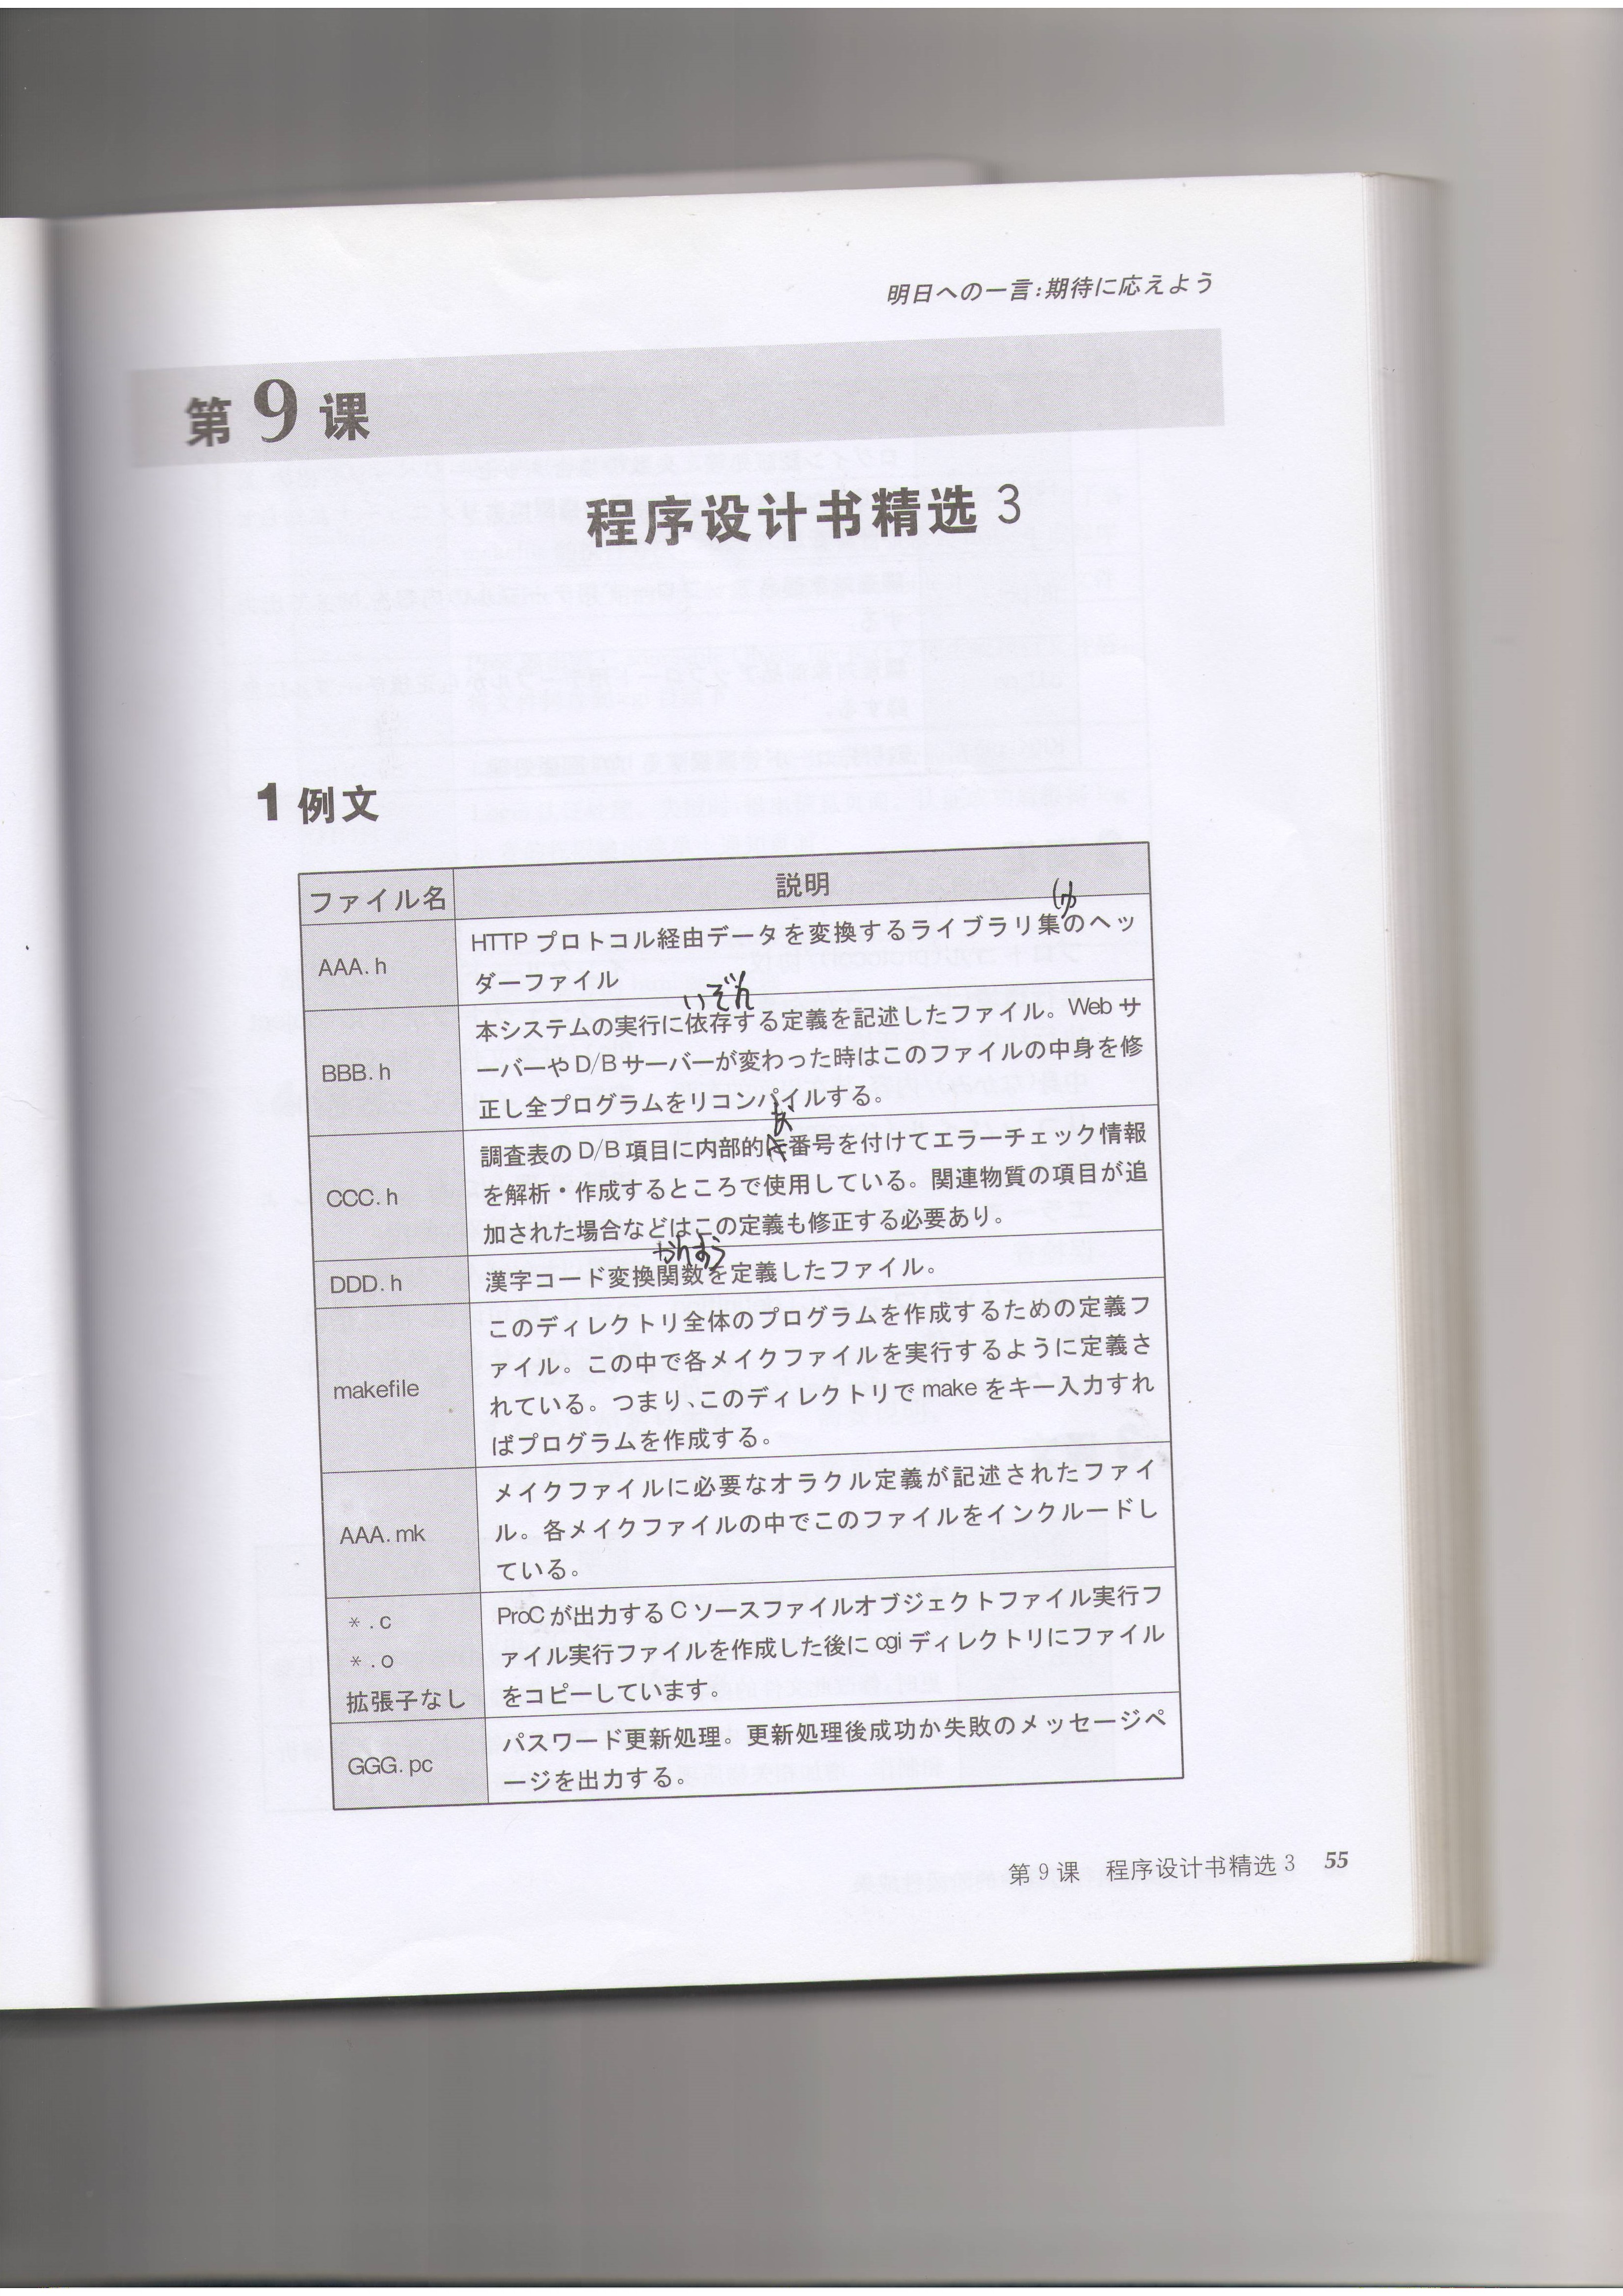 明日への一言:期待に応えよう
第9课
程序设计书精选3
1 例文
ファイル名
説明
AAA.h
HTTPプロトコル経由データを変換するライブラリ集のヘッ
ダーファイル
いぞん
BBB.h
本システムの実行に依存する定義を記述したファイル。Webサ
ーバーやD/Bサーバーが変わった時はこのファイルの中身を修
正し全プログラムをリコンパイルする。
CCC.h
調査表のD/B項目に内部的に番号を付けてエラーチェック情報
を解析・作成するところで使用している。関連物質の項目が追
加された場合などはこの定義も修正する必要あり。
かんすう
DDD.h
漢字コード変換関数を定義したファイル。
makefile
このディレクトリ全体のプログラムを作成するための定義フ
ァイル。この中で各メイクファイルを実行するように定義さ
れている。つまり、このディレクトリでmakeをキー入力すれ
ばプログラムを作成する。
AAA.mk
メイクファイルに必要なオラクル定義が記述されたファイ
ル。各メイクファイルの中でこのファイルをインクルードし
ている。
*.c
*.o
拡張子なし
ProCが出力するCソースファイルオブジェクトファイル実行フ
ァイル実行ファイルを作成した後にcgiディレクトリにファイル
をコピーしています。
GGG.pc
パスワード更新処理。更新処理後成功か失敗のメッセージペ
ージを出力する。
第9课 程序设计书精选3 55